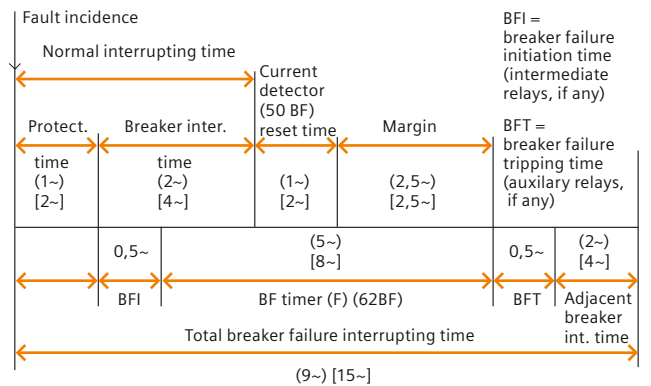 Fault incidence
Normal interrupting time
Current
detector
(50 BF)
reset time
BFI =
breaker failure
initiation time
(intermediate
relays, if any)
Protect.
time
(1~)
[2~]
Breaker inter.
time
(2~)
[4~]
(1~)
[2~]
Margin
(2,5~)
[2,5~]
BFT =
breaker failure
tripping time
(auxilary relays,
if any)
0,5~
(5~)
[8~]
0,5~
(2~)
[4~]
BFI
BF timer (F) (62BF)
BFT
Adjacent
breaker
int. time
Total breaker failure interrupting time
(9~) [15~]